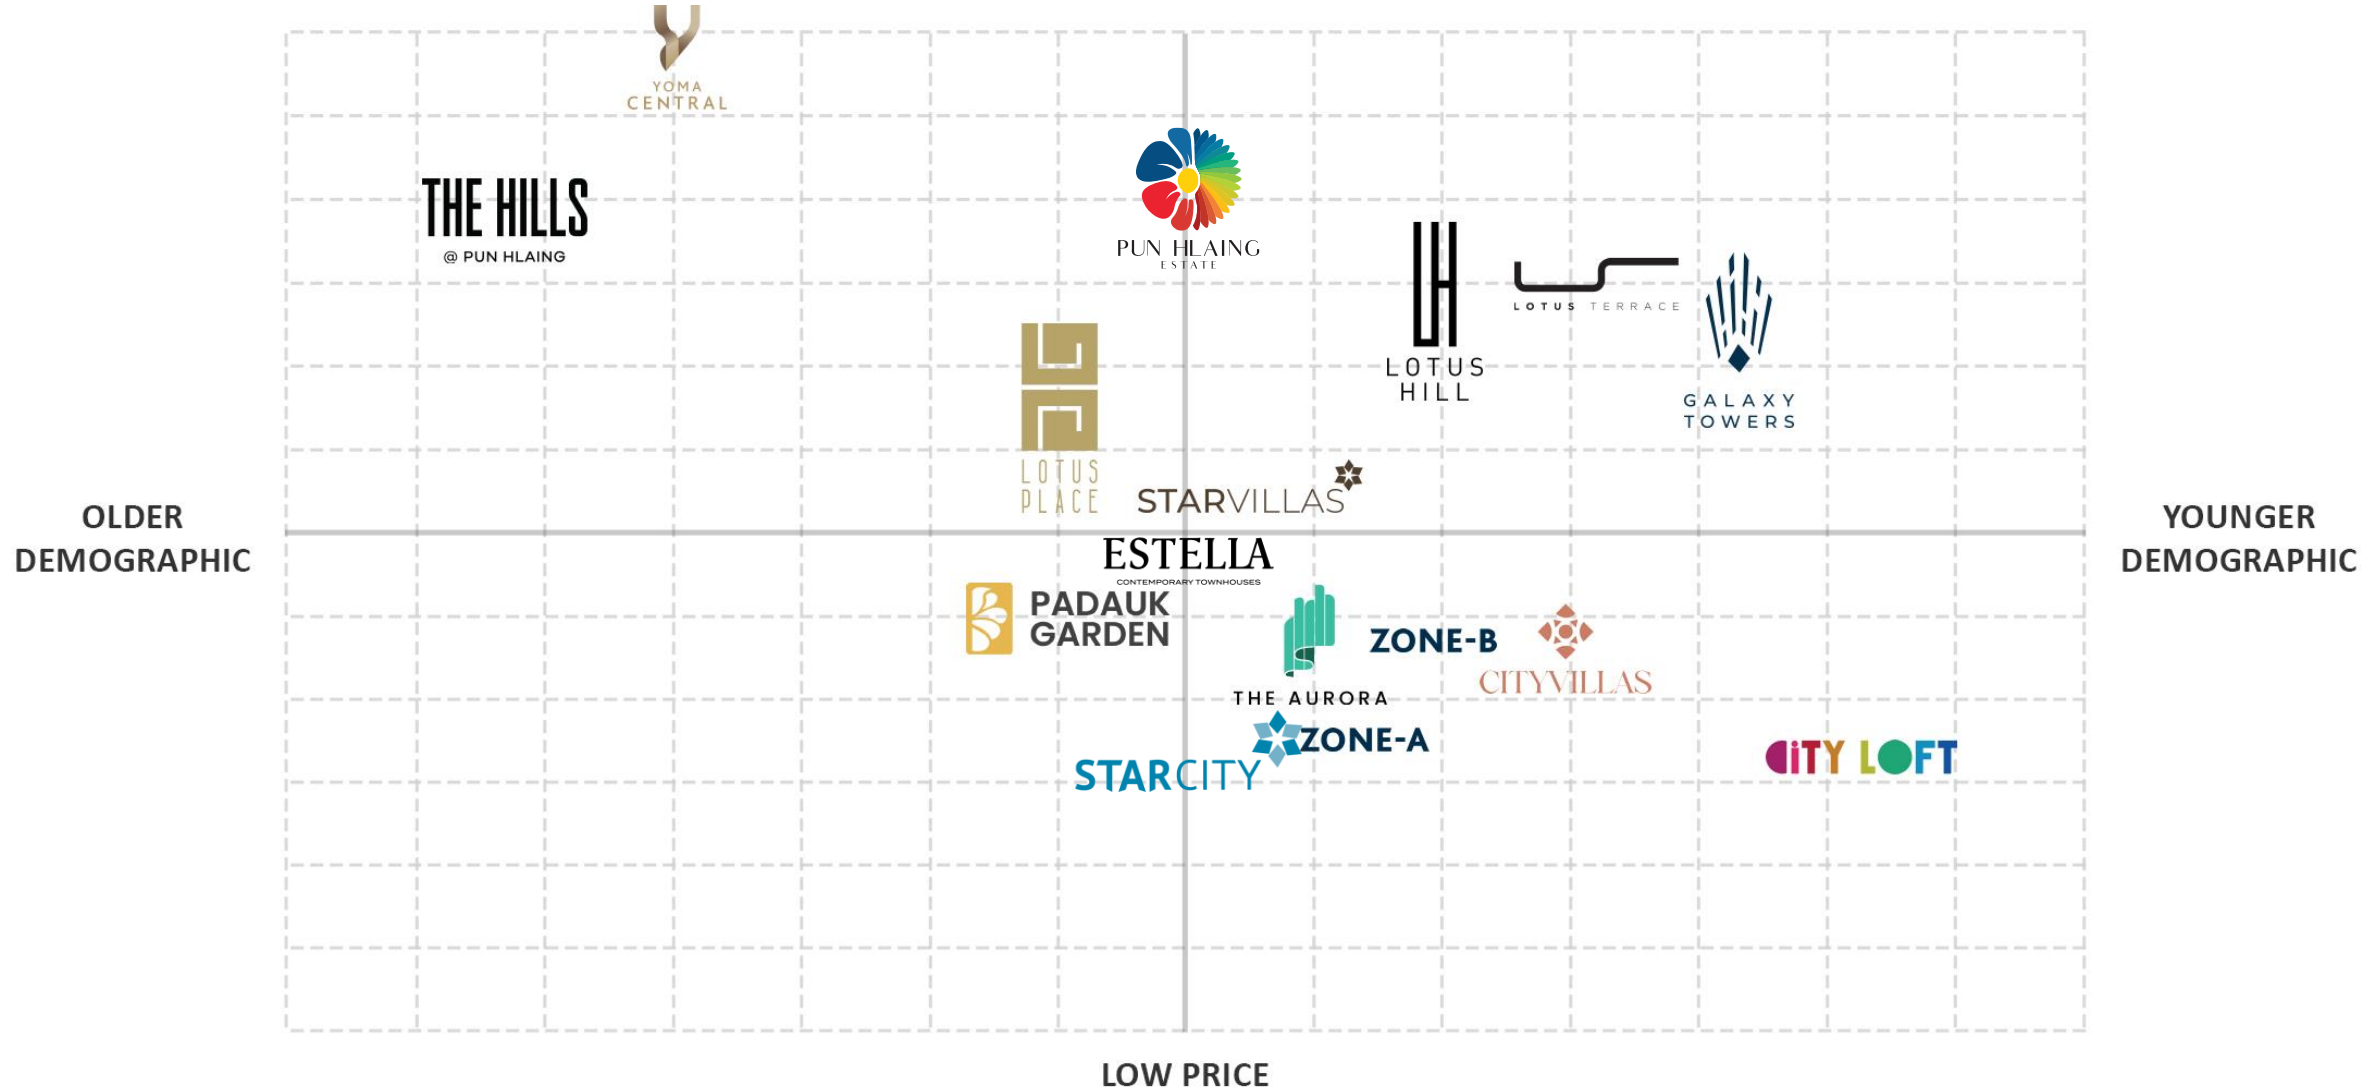 YOMA
CENTRAL
THE HILLS
@ PUN HLAING
PUN HLAING
ESTATE
LOTUS
HILL
LOTUS TERRACE
GALAXY
TOWERS
LOTUS
PLACE
STARVILLAS
OLDER
DEMOGRAPHIC
YOUNGER
DEMOGRAPHIC
ESTELLA
CONTEMPORARY TOWNHOUSES
PADAUK
GARDEN
THE AURORA
ZONE-B
CITYVILLAS
ZONE-A
STARCITY
CiTY LOFT
LOW PRICE